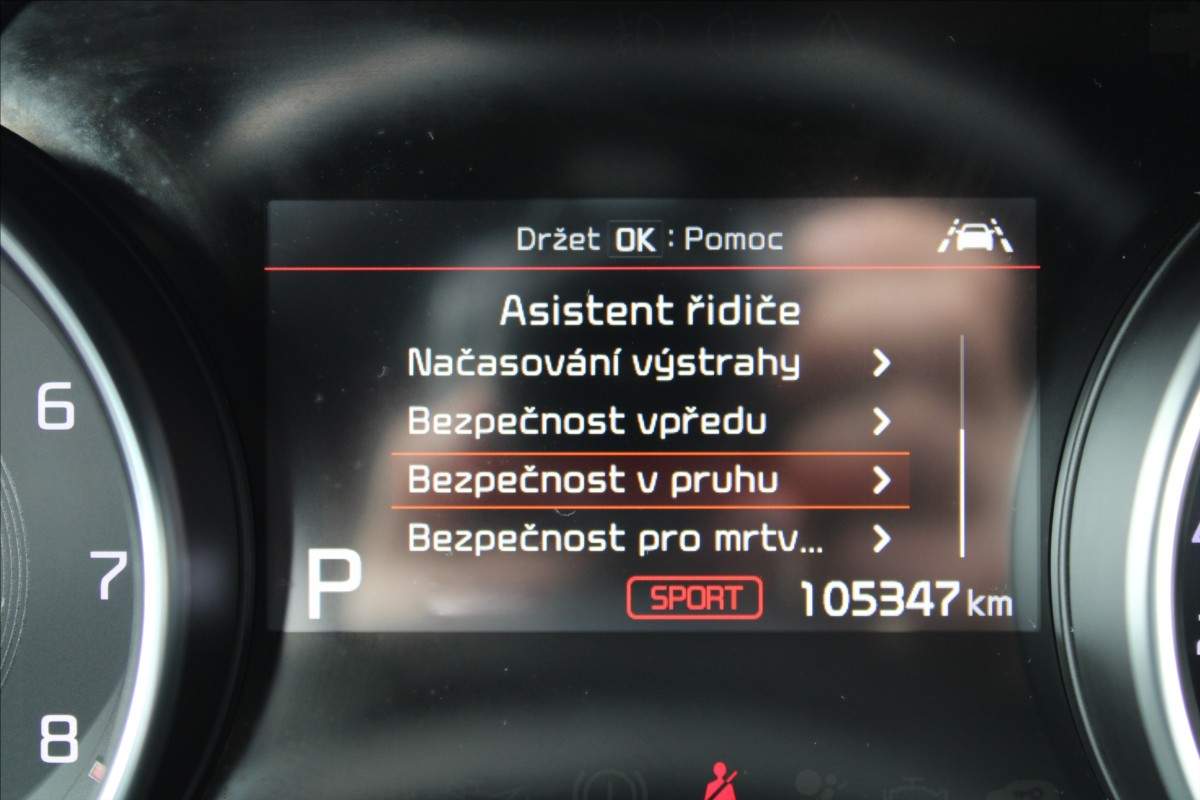 Držet OK : Pomoc
Asistent řidiče
Načasování výstrahy
Bezpečnost vpředu
Bezpečnost v pruhu
Bezpečnost pro mrtv...
P
SPORT 105347 km
6
7
8